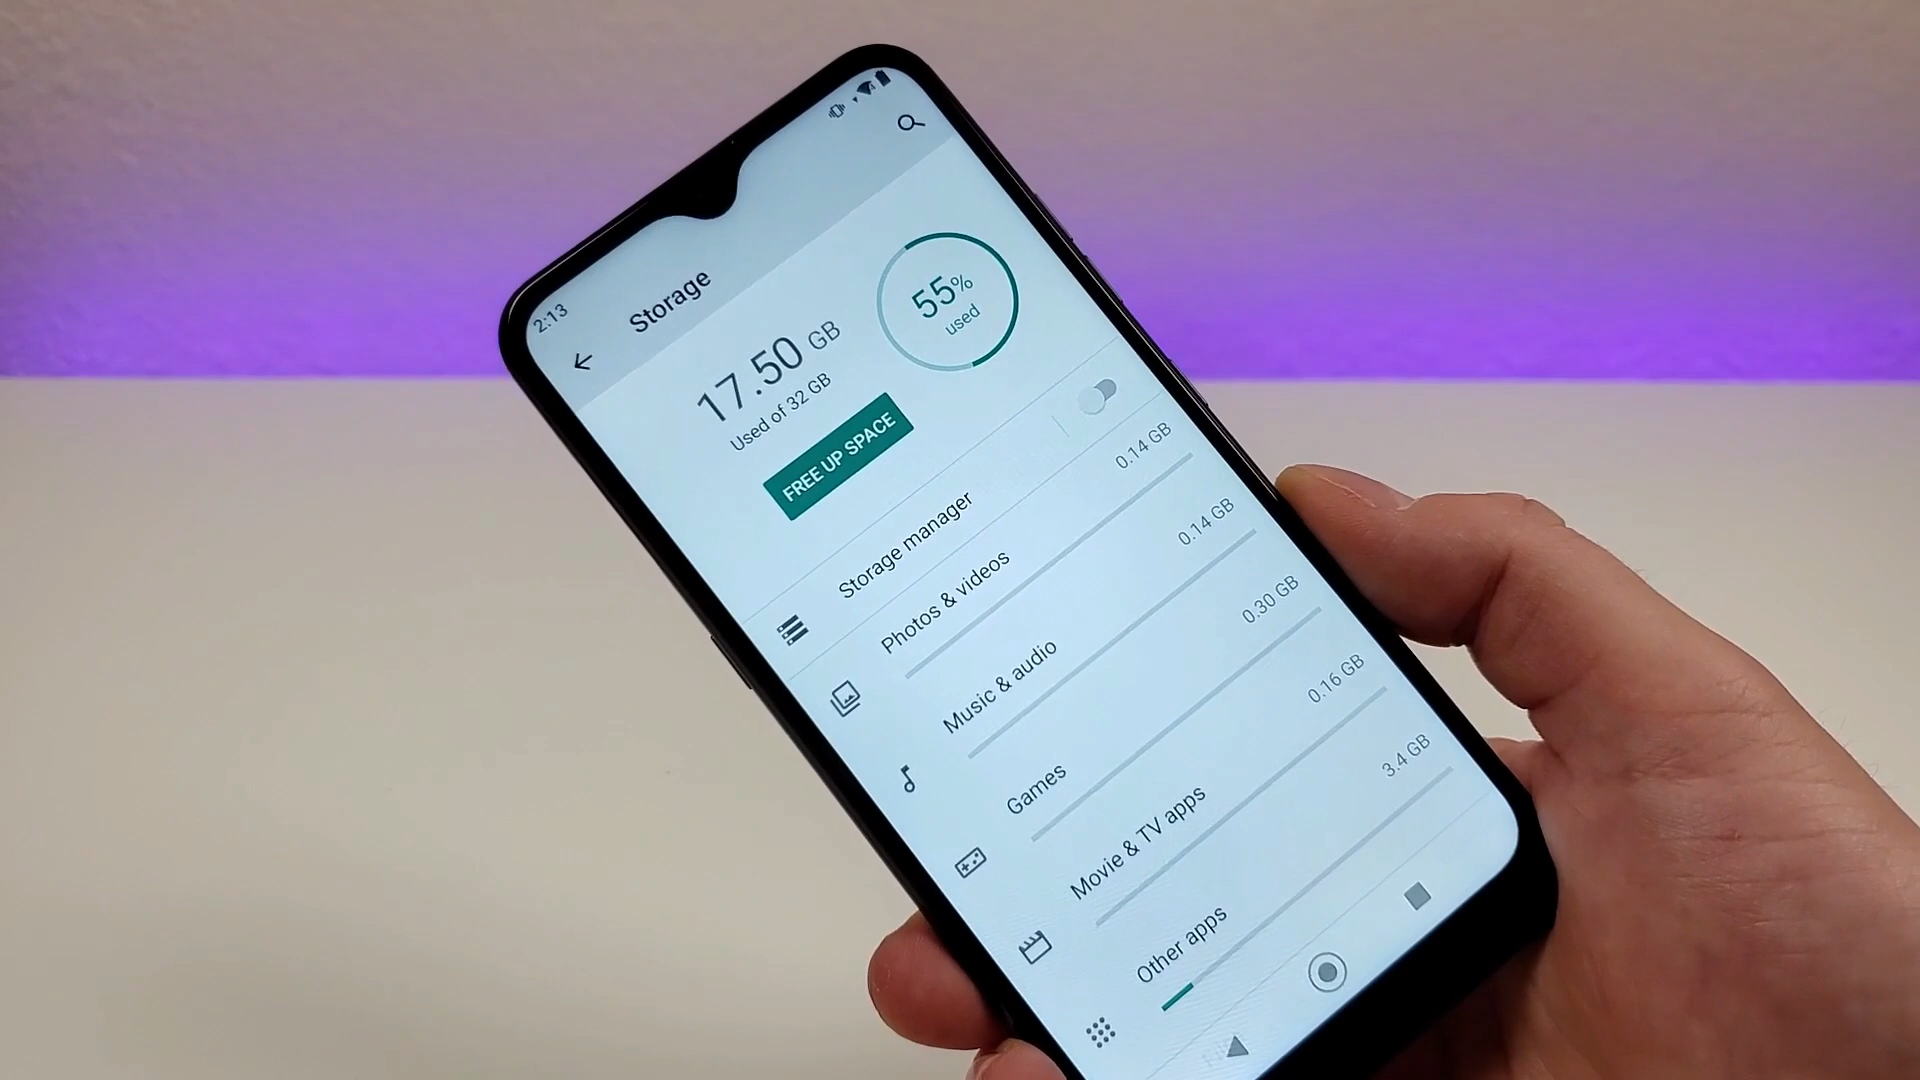 2:13
Storage
17.50 GB
Used of 32 GB
55%
used
FREE UP SPACE
Storage manager
Photos & videos
0.14 GB
Music & audio
0.14 GB
Games
0.30 GB
Movie & TV apps
0.16 GB
Other apps
3.4 GB